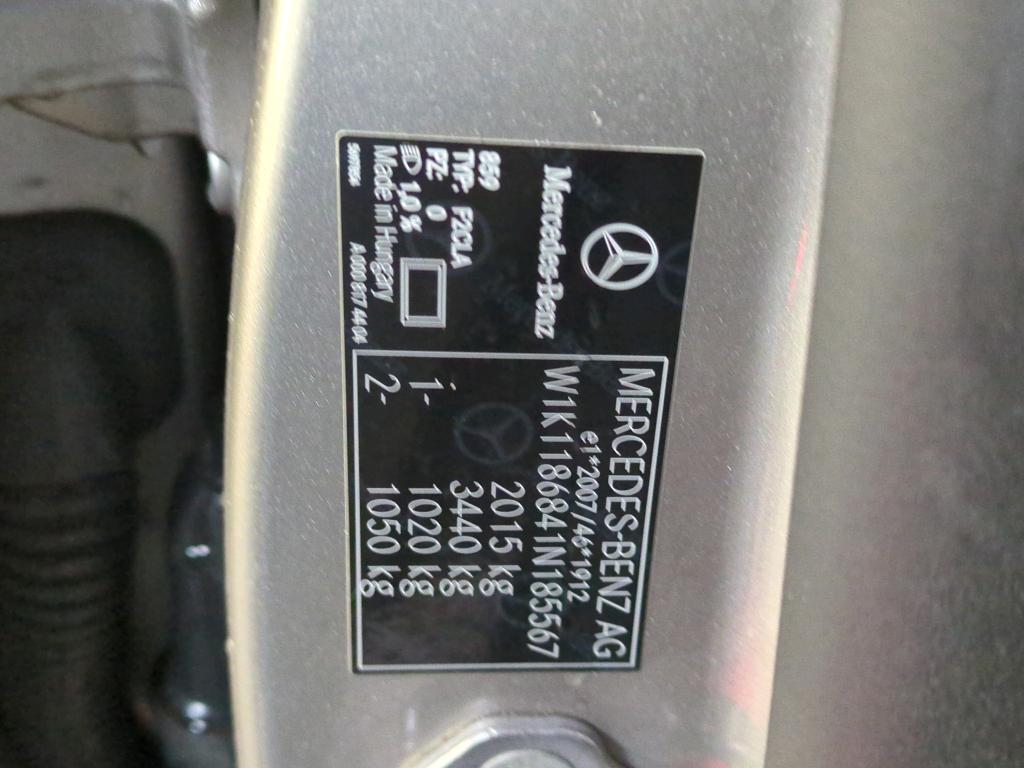 Mercedes-Benz
859
TYP: F2CLA
PZ: 0
1,0 %
Made in Hungary
A 000 817 44 04
MERCEDES-BENZ AG
e1*2007/46*1912
W1K1186841N185567
2015 kg
3440 kg
1- 1020 kg
2- 1050 kg